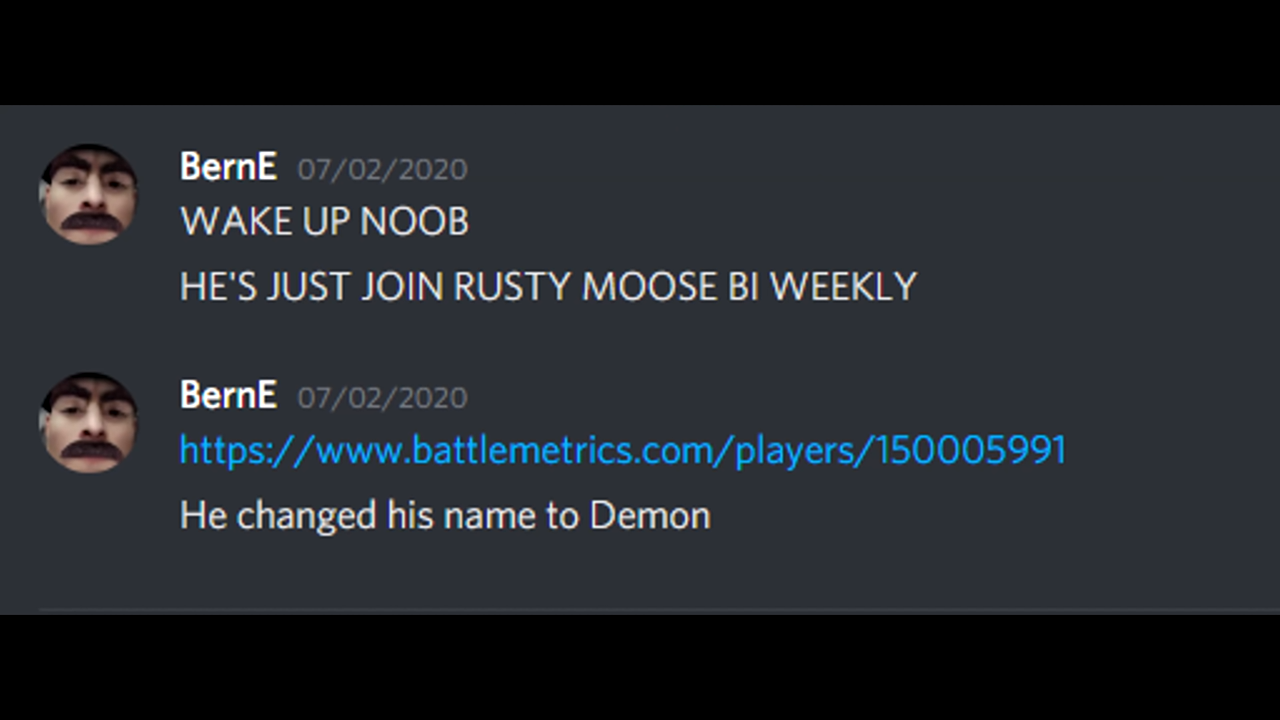 BernE 07/02/2020
WAKE UP NOOB
HE'S JUST JOIN RUSTY MOOSE BI WEEKLY
BernE 07/02/2020
https://www.battlemetrics.com/players/150005991
He changed his name to Demon